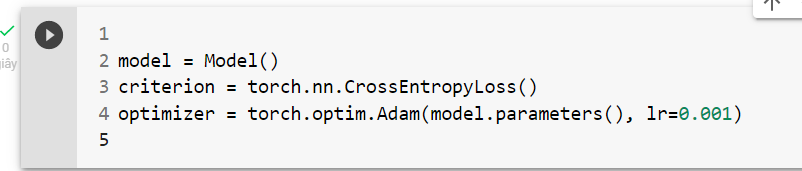 1
0
giây
2 model = Model()
3 criterion = torch.nn.CrossEntropyLoss()
4 optimizer = torch.optim.Adam(model.parameters(), lr=0.001)
5